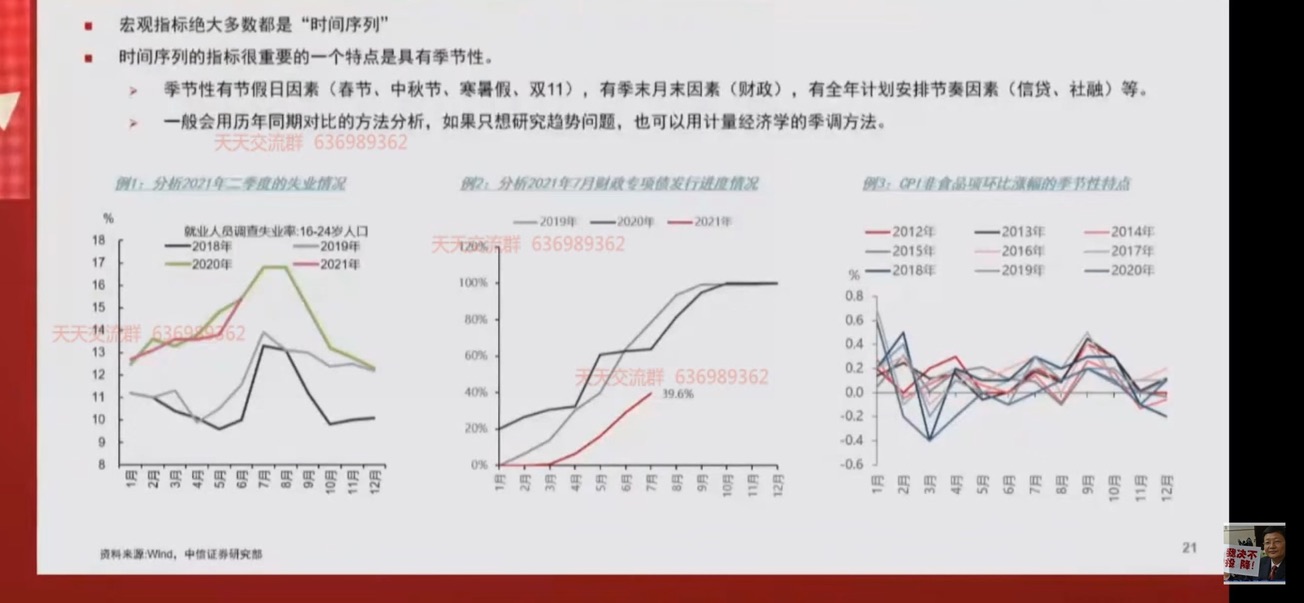 宏观指标绝大多数都是“时间序列”
时间序列的指标很重要的一个特点是具有季节性。
季节性有节假日因素（春节、中秋节、寒暑假、双11），有季末月末因素（财政），有全年计划安排节奏因素（信贷、社融）等。
一般会用历年同期对比的方法分析，如果只想研究趋势问题，也可以用计量经济学的季调方法。
天天交流群 636989362
例1：分析2021年二季度的失业情况
%
就业人员调查失业率:16-24岁人口
2018年 2019年
2020年 2021年
18
17
16
15
14
13
12
11
10
9
8
天天交流群 636989362
1月 2月 3月 4月 5月 6月 7月 8月 9月 10月 11月 12月
例2：分析2021年7月财政专项债发行进度情况
2019年 2020年 2021年
天天交流群 636989362
120%
100%
80%
60%
40%
20%
0%
天天交流群 636989362
39.6%
1月 2月 3月 4月 5月 6月 7月 8月 9月 10月 11月 12月
例3：CPI非食品项环比涨幅的季节性特点
2012年 2013年 2014年
2015年 2016年 2017年
2018年 2019年 2020年
%
0.8
0.6
0.4
0.2
0.0
-0.2
-0.4
-0.6
1月 2月 3月 4月 5月 6月 7月 8月 9月 10月 11月 12月
资料来源:Wind，中信证券研究部
21
决不
投降！